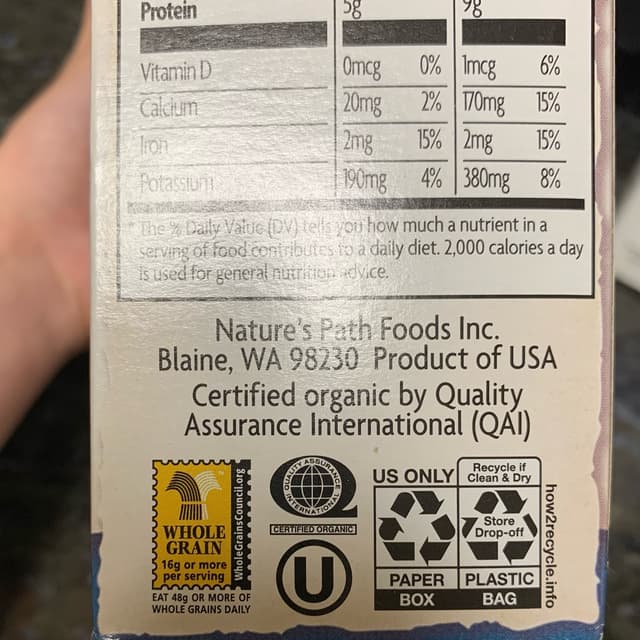 Protein 5g 9g
Vitamin D 0mcg 0% 1mcg 6%
Calcium 20mg 2% 170mg 15%
Iron 2mg 15% 2mg 15%
Potassium 190mg 4% 380mg 8%
* The % Daily Value (DV) tells you how much a nutrient in a
serving of food contributes to a daily diet. 2,000 calories a day
is used for general nutrition advice.
Nature's Path Foods Inc.
Blaine, WA 98230 Product of USA
Certified organic by Quality
Assurance International (QAI)
WHOLE
GRAIN
16g or more
per serving
WholeGrainsCouncil.org
EAT 48g OR MORE OF
WHOLE GRAINS DAILY
QUALITY ASSURANCE
INTERNATIONAL
CERTIFIED ORGANIC
U
US ONLY
Recycle if
Clean & Dry
Store
Drop-off
PAPER
BOX
PLASTIC
BAG
how2recycle.info